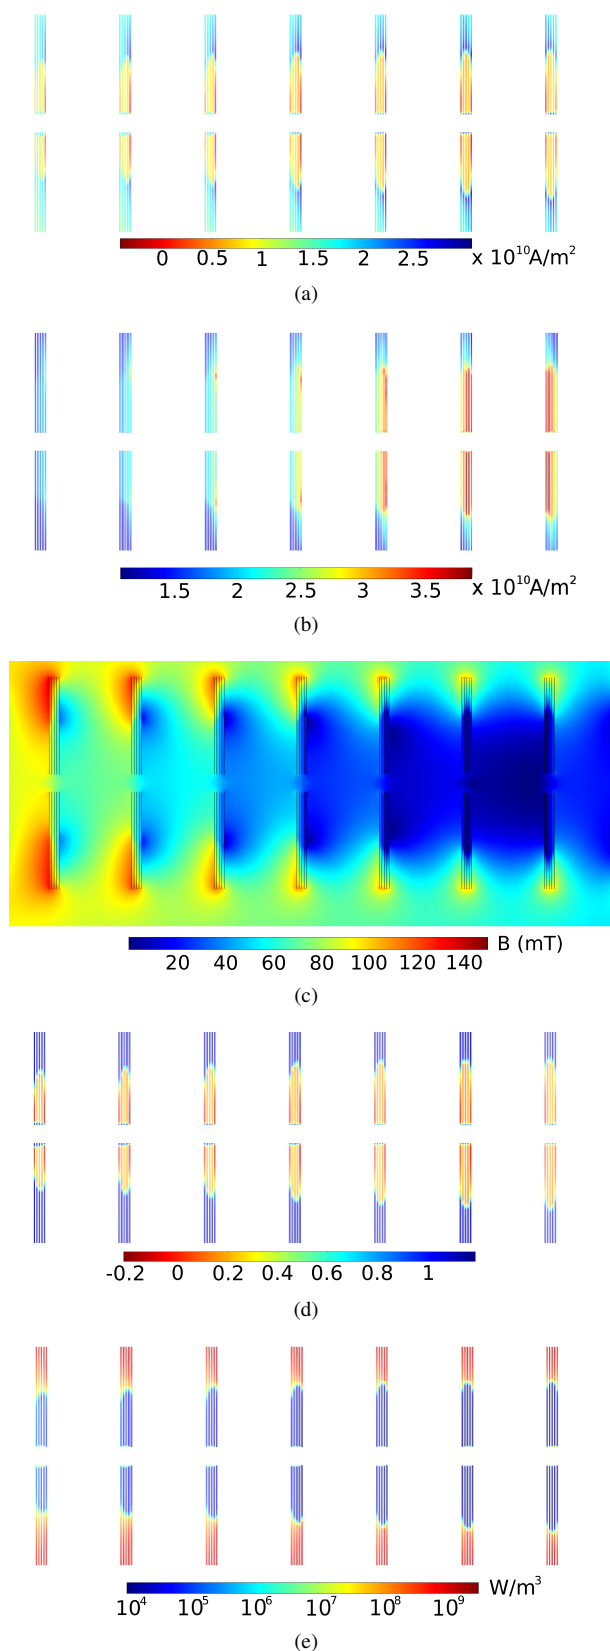 0 0.5 1 1.5 2 2.5 x 10¹⁰A/m²
(a)
1.5 2 2.5 3 3.5 x 10¹⁰A/m²
(b)
20 40 60 80 100 120 140 B (mT)
(c)
-0.2 0 0.2 0.4 0.6 0.8 1
(d)
W/m³
10⁴ 10⁵ 10⁶ 10⁷ 10⁸ 10⁹
(e)